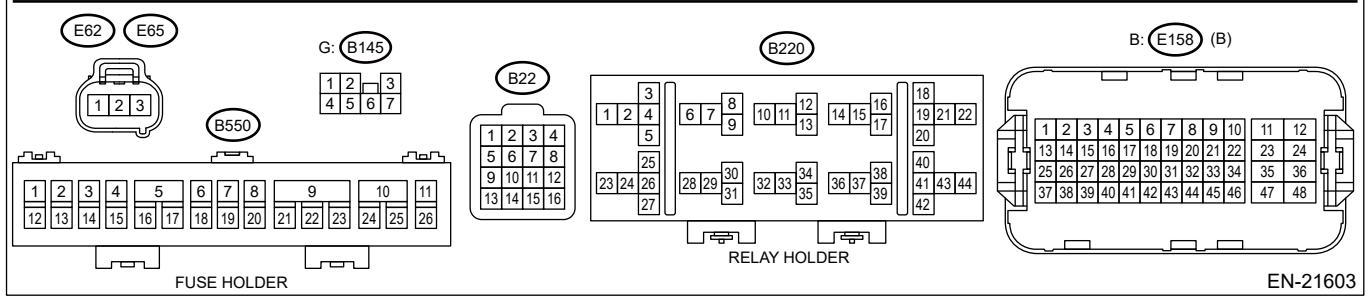 E62 E65
1 2 3
G: B145
1 2 3
4 5 6 7
B550
1 2 3 4 5 6 7 8 9 10 11
12 13 14 15 16 17 18 19 20 21 22 23 24 25 26
FUSE HOLDER
B22
1 2 3 4
5 6 7 8
9 10 11 12
13 14 15 16
B220
3 8 12 16 18
1 2 4 6 7 10 11 14 15 19 21 22
5 9 13 17 20
25 30 34 38 40
23 24 26 28 29 32 33 36 37 41 43 44
27 31 35 39 42
RELAY HOLDER
B: E158 (B)
1 2 3 4 5 6 7 8 9 10 11 12
13 14 15 16 17 18 19 20 21 22 23 24
25 26 27 28 29 30 31 32 33 34 35 36
37 38 39 40 41 42 43 44 45 46 47 48
EN-21603